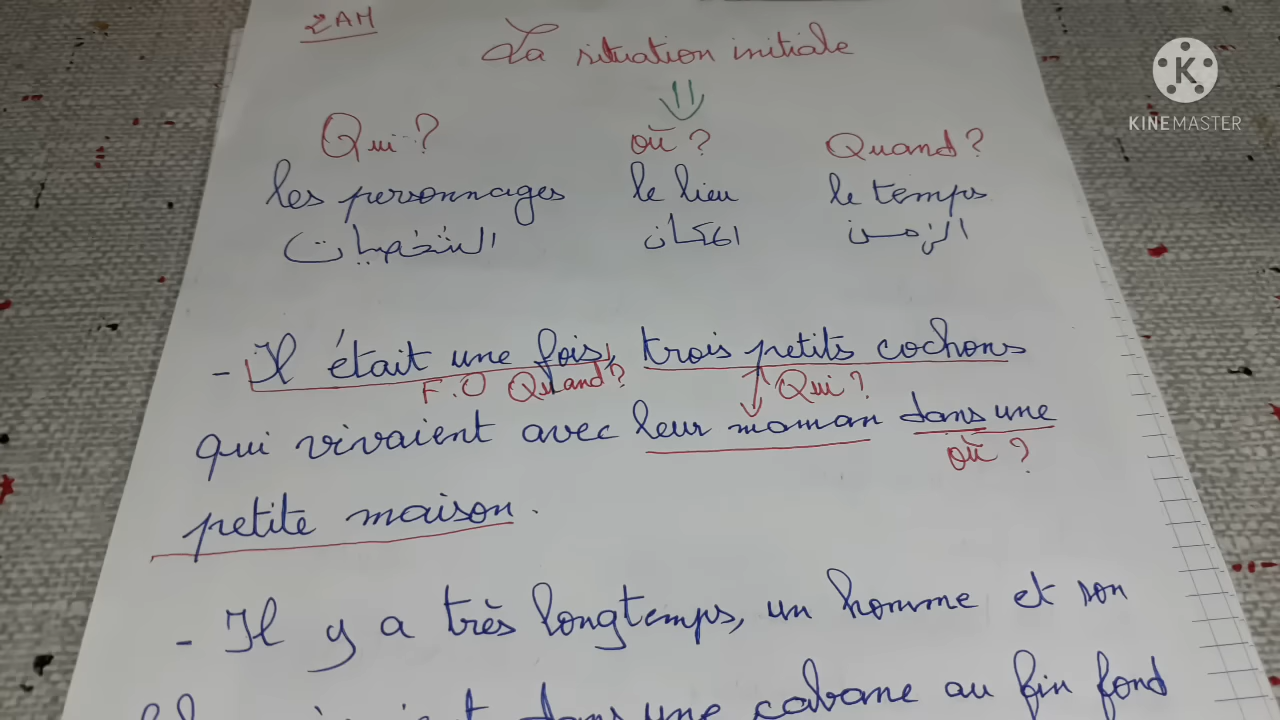 2AM
La situation initiale
Qui ? où ? Quand ?
les personnages le lieu le temps
الشخصيات المكان الزمن
- Il était une fois, trois petits cochons
F.O Quand ? Qui ?
qui vivaient avec leur maman dans une
où ?
petite maison.
- Il y a très longtemps, un homme et son
dans une cabane au fin fond
K
KINEMASTER